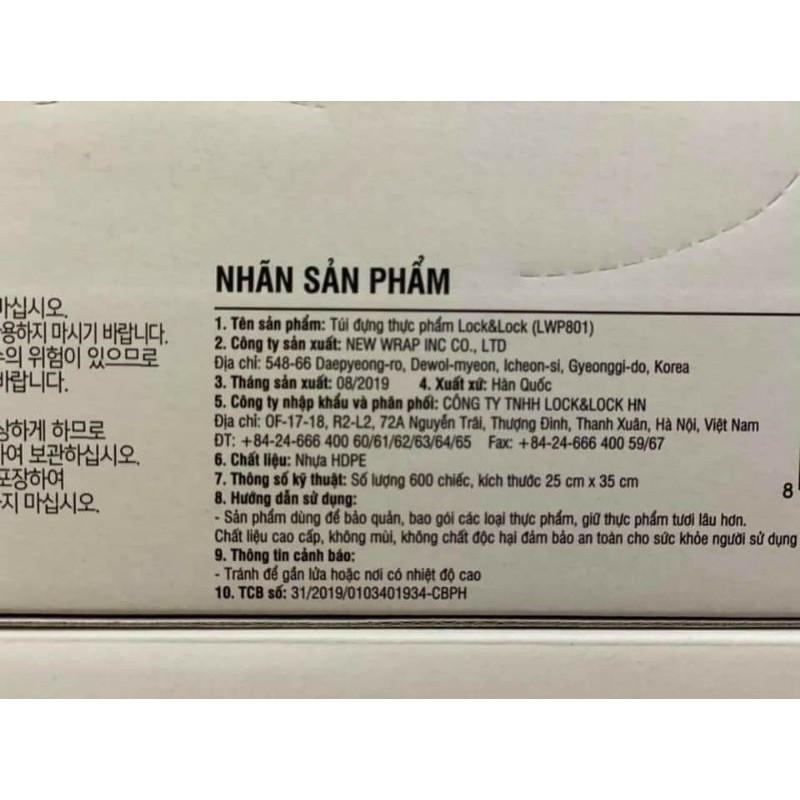 마십시오.
용하지 마시기 바랍니다.
의 위험이 있으므로
바랍니다.
상하게 하므로
여 보관하십시오.
포장하여
지 마십시오.
NHÃN SẢN PHẨM
1. Tên sản phẩm: Túi đựng thực phẩm Lock&Lock (LWP801)
2. Công ty sản xuất: NEW WRAP INC CO., LTD
Địa chỉ: 548-66 Daepyeong-ro, Dewol-myeon, Icheon-si, Gyeonggi-do, Korea
3. Tháng sản xuất: 08/2019 4. Xuất xứ: Hàn Quốc
5. Công ty nhập khẩu và phân phối: CÔNG TY TNHH LOCK&LOCK HN
Địa chỉ: OF-17-18, R2-L2, 72A Nguyễn Trãi, Thượng Đình, Thanh Xuân, Hà Nội, Việt Nam
ĐT: +84-24-666 400 60/61/62/63/64/65 Fax: +84-24-666 400 59/67
6. Chất liệu: Nhựa HDPE
7. Thông số kỹ thuật: Số lượng 600 chiếc, kích thước 25 cm x 35 cm
8. Hướng dẫn sử dụng:
- Sản phẩm dùng để bảo quản, bao gói các loại thực phẩm, giữ thực phẩm tươi lâu hơn.
Chất liệu cao cấp, không mùi, không chất độc hại đảm bảo an toàn cho sức khỏe người sử dụng
9. Thông tin cảnh báo:
- Tránh để gần lửa hoặc nơi có nhiệt độ cao
10. TCB số: 31/2019/0103401934-CBPH
8